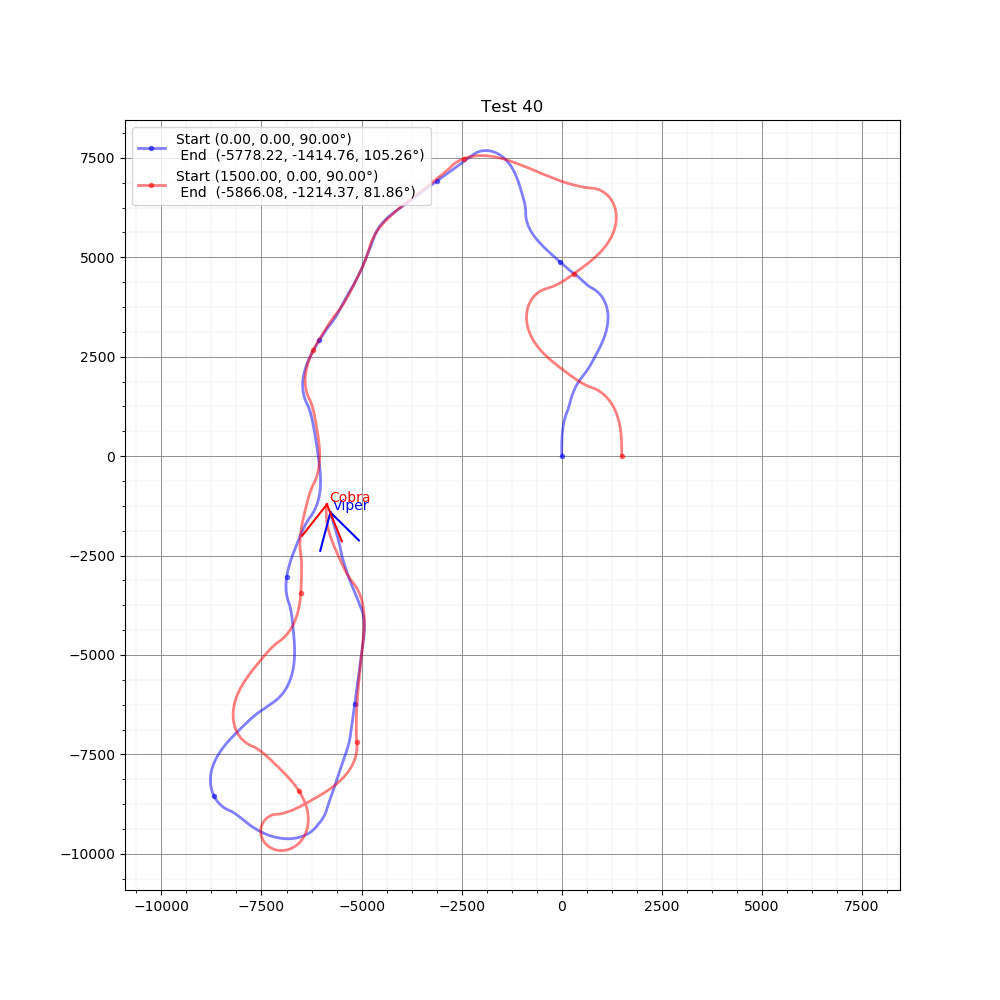 Test 40
Start (0.00, 0.00, 90.00°)
End  (-5778.22, -1414.76, 105.26°)
Start (1500.00, 0.00, 90.00°)
End  (-5866.08, -1214.37, 81.86°)
7500
5000
2500
0
Cobra
Viper
−2500
−5000
−7500
−10000
−10000 −7500 −5000 −2500 0 2500 5000 7500